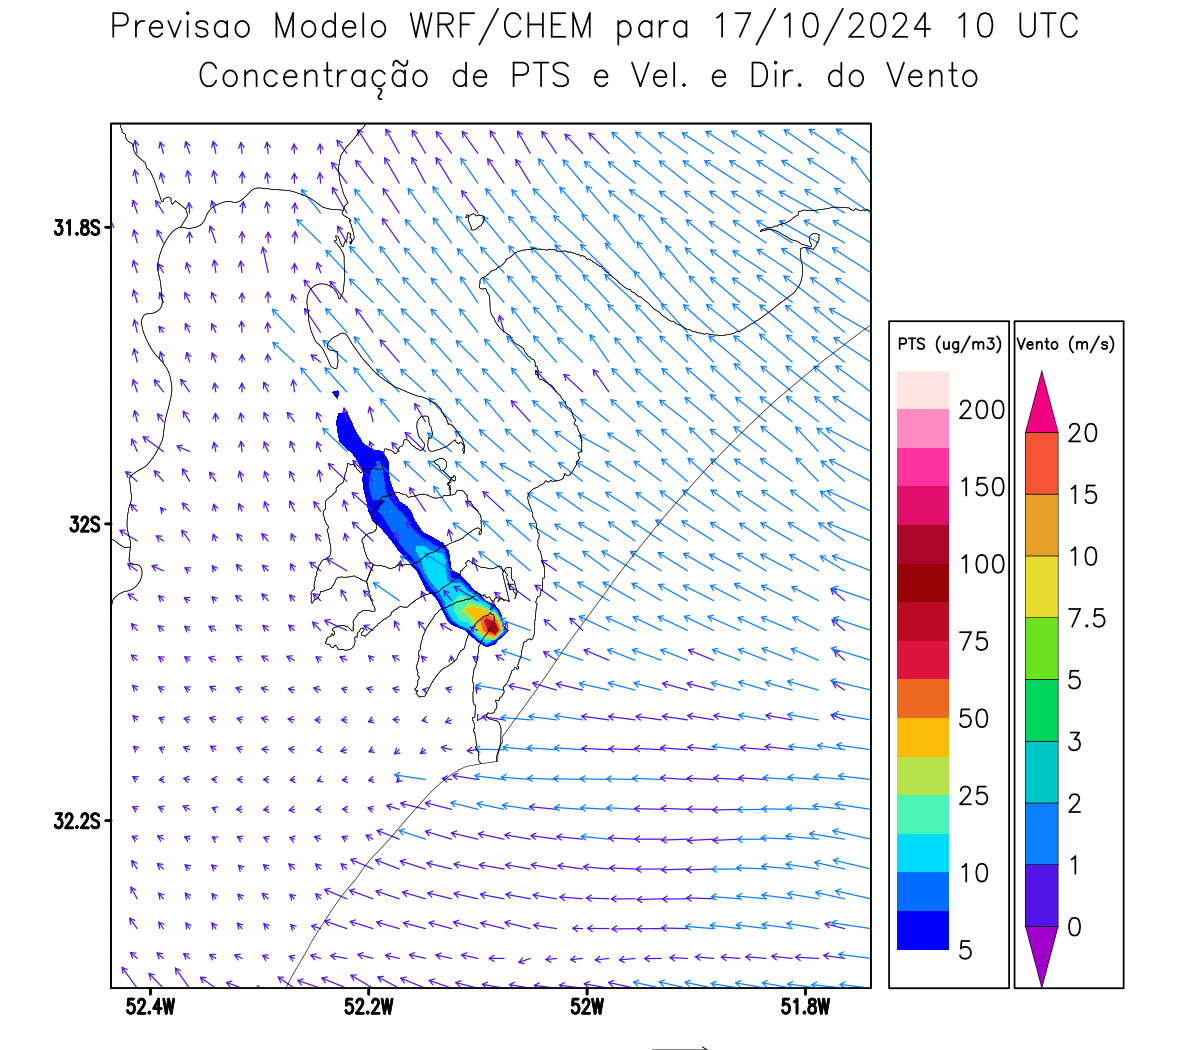 Previsao Modelo WRF/CHEM para 17/10/2024 10 UTC
Concentração de PTS e Vel. e Dir. do Vento
31.8S
32S
32.2S
52.4W
52.2W
52W
51.8W
PTS (ug/m3)
200
150
100
75
50
25
10
5
Vento (m/s)
20
15
10
7.5
5
3
2
1
0